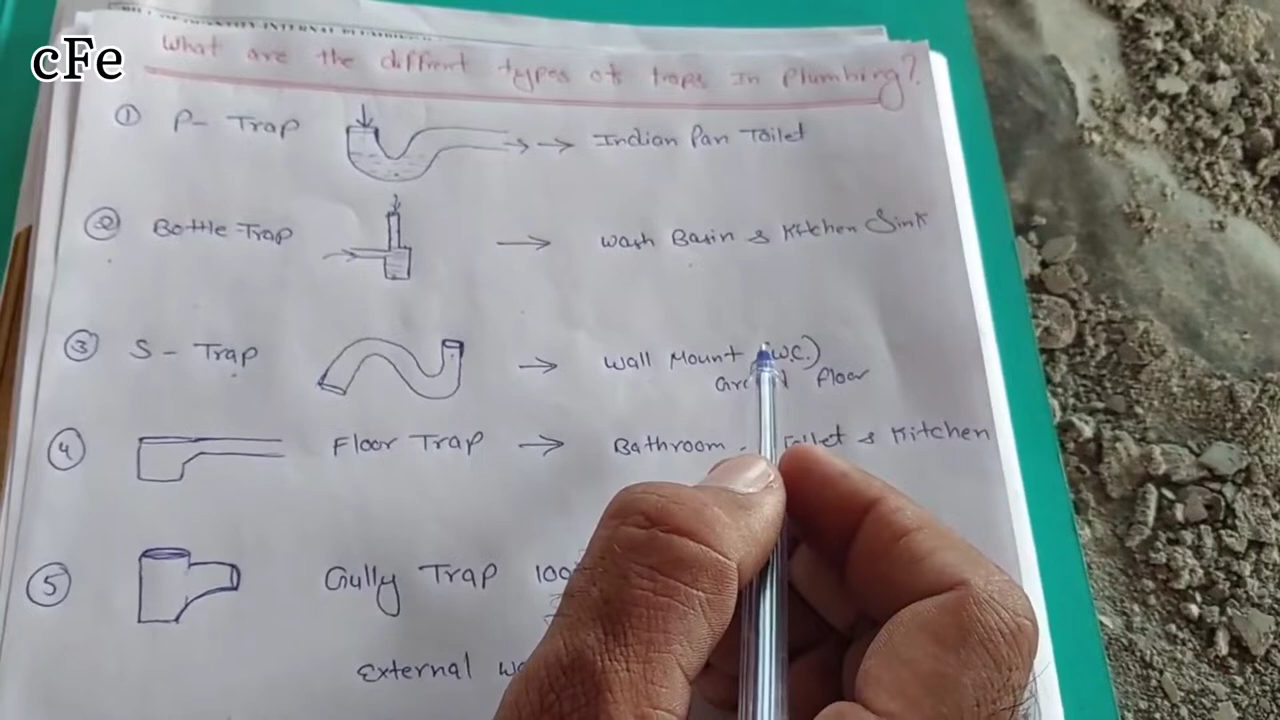 cFe
What are the diffrent types of traps In Plumbing?
① P- Trap Indian Pan Toilet
② Bottle Trap Wash Basin & Kitchen Sink
③ S - Trap Wall Mount (W.C.)
floor
④ Floor Trap Bathroom & Kitchen
⑤ Gully Trap
External